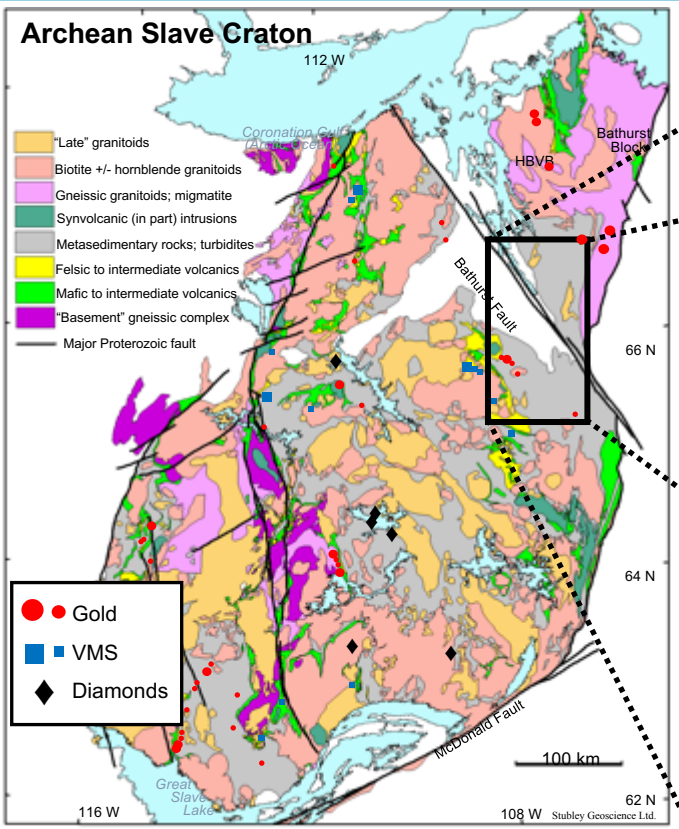 Archean Slave Craton
112 W
Coronation Gulf
(Arctic Ocean)
"Late" granitoids
Biotite +/- hornblende granitoids
Gneissic granitoids; migmatite
Synvolcanic (in part) intrusions
Metasedimentary rocks; turbidites
Felsic to intermediate volcanics
Mafic to intermediate volcanics
"Basement" gneissic complex
Major Proterozoic fault
Bathurst
Block
HBVB
Bathurst Fault
66 N
64 N
Gold
VMS
Diamonds
McDonald Fault
100 km
Great
Slave
Lake
116 W
108 W
62 N
Stubley Geoscience Ltd.